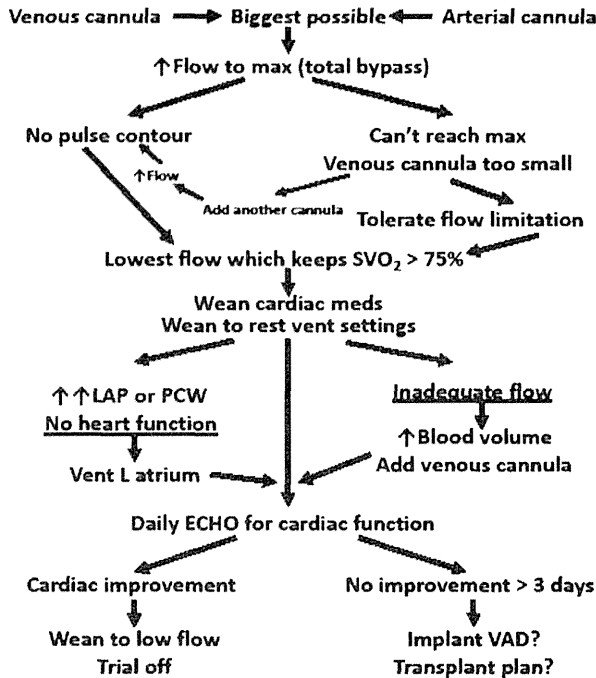 Venous cannula Biggest possible Arterial cannula
↑Flow to max (total bypass)
No pulse contour
Can't reach max
Venous cannula too small
↑Flow
Add another cannula
Tolerate flow limitation
Lowest flow which keeps SVO₂ > 75%
Wean cardiac meds
Wean to rest vent settings
↑↑LAP or PCW
No heart function
Vent L atrium
Inadequate flow
↑Blood volume
Add venous cannula
Daily ECHO for cardiac function
Cardiac improvement
Wean to low flow
Trial off
No improvement > 3 days
Implant VAD?
Transplant plan?